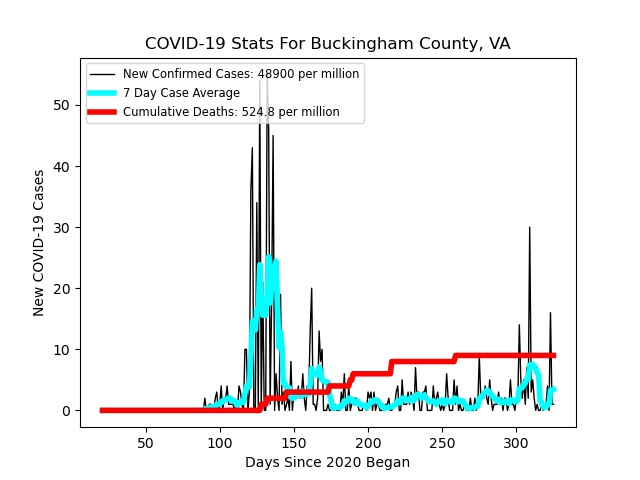 COVID-19 Stats For Buckingham County, VA
New Confirmed Cases: 48900 per million
7 Day Case Average
Cumulative Deaths: 524.8 per million
New COVID-19 Cases
50
40
30
20
10
0
50 100 150 200 250 300
Days Since 2020 Began